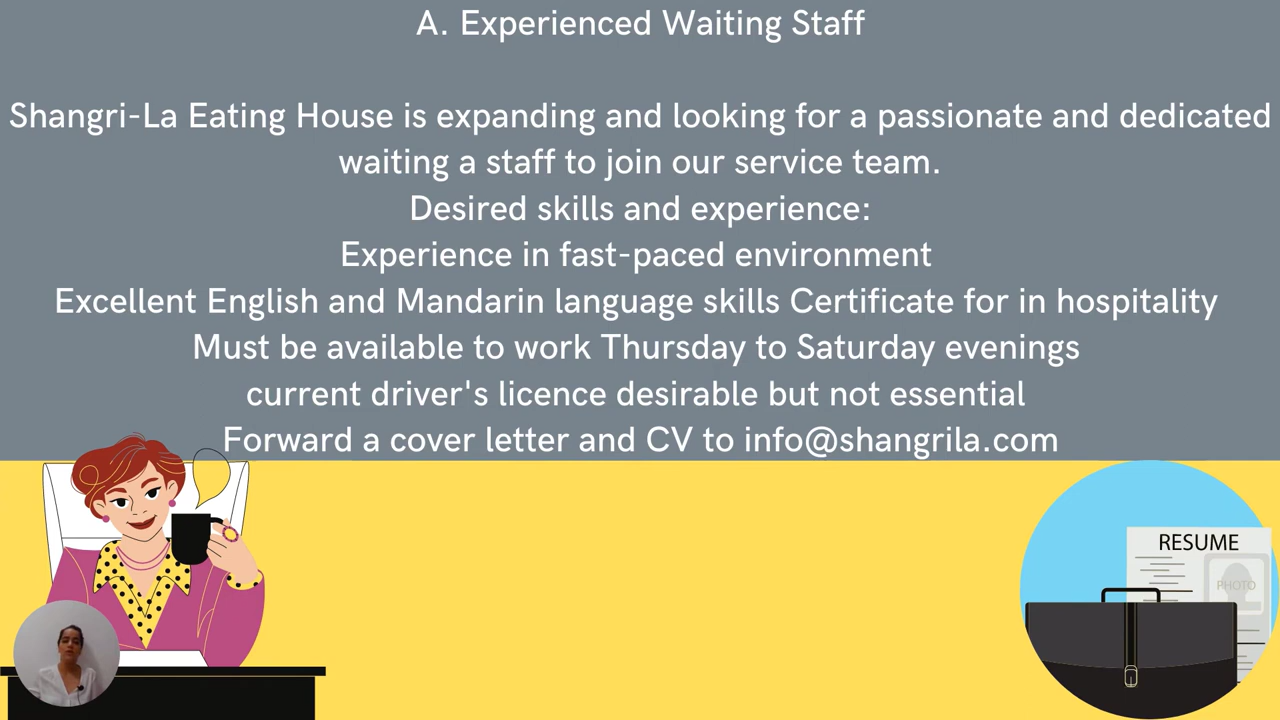 A. Experienced Waiting Staff
Shangri-La Eating House is expanding and looking for a passionate and dedicated
waiting a staff to join our service team.
Desired skills and experience:
Experience in fast-paced environment
Excellent English and Mandarin language skills Certificate for in hospitality
Must be available to work Thursday to Saturday evenings
current driver's licence desirable but not essential
Forward a cover letter and CV to info@shangrila.com
RESUME
PHOTO